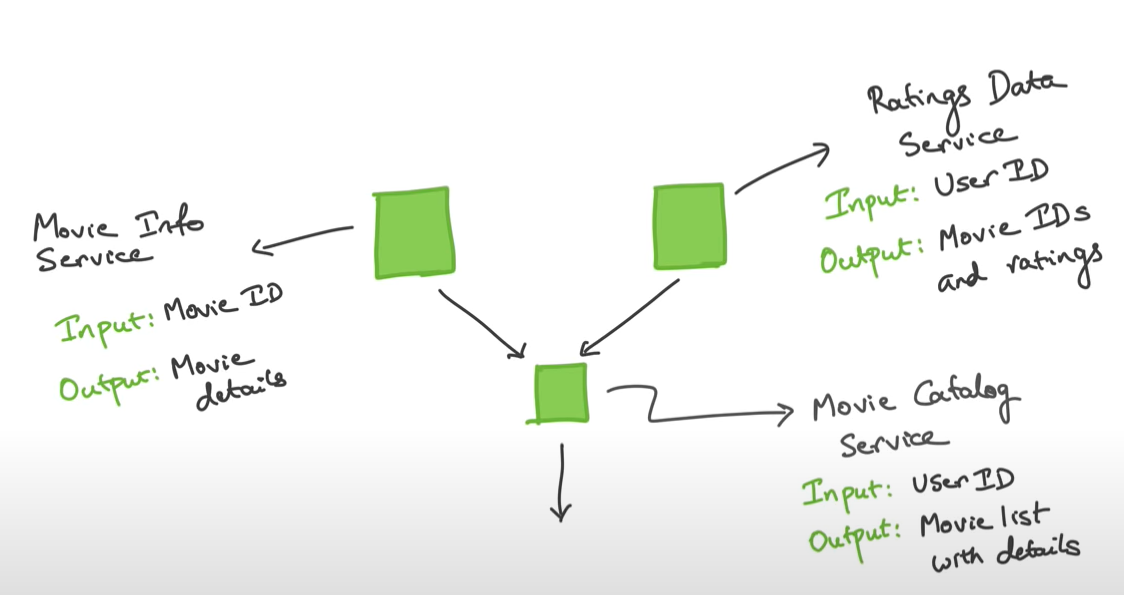 Movie Info
Service
Input: Movie ID
Output: Movie
details
Ratings Data
Service
Input: User ID
Output: Movie IDs
and ratings
Movie Catalog
Service
Input: User ID
Output: Movie list
with details